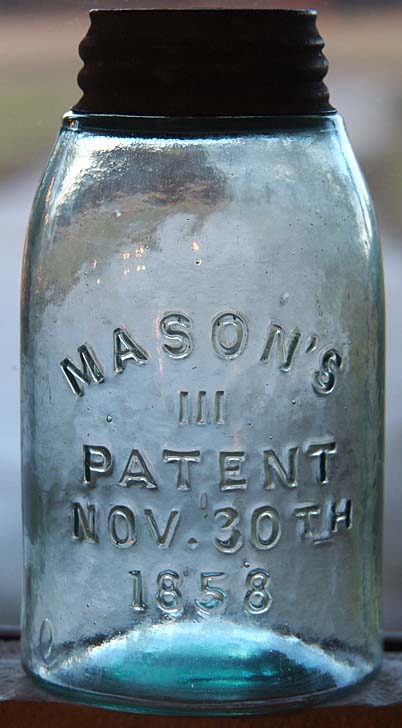 MASON'S
III
PATENT
NOV. 30TH
1858